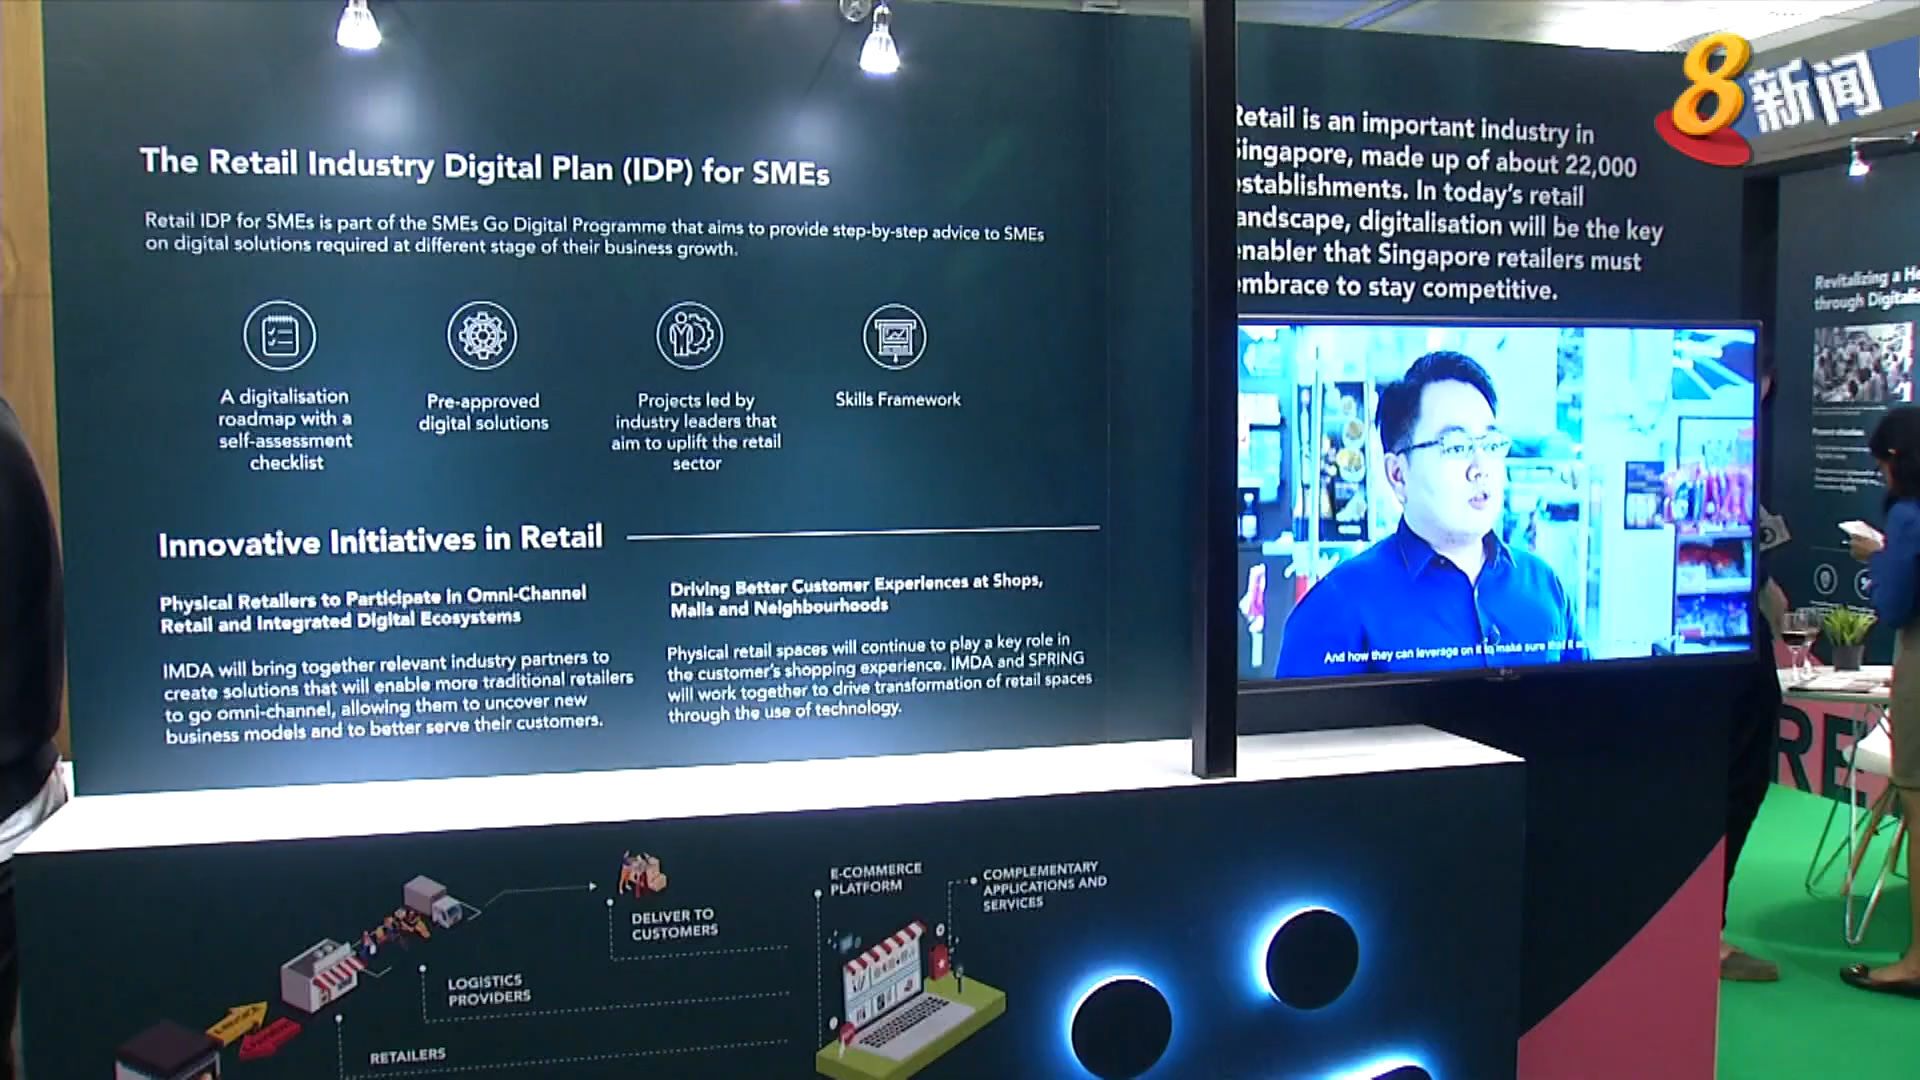 The Retail Industry Digital Plan (IDP) for SMEs
Retail IDP for SMEs is part of the SMEs Go Digital Programme that aims to provide step-by-step advice to SMEs
on digital solutions required at different stage of their business growth.
A digitalisation
roadmap with a
self-assessment
checklist
Pre-approved
digital solutions
Projects led by
industry leaders that
aim to uplift the retail
sector
Skills Framework
Innovative Initiatives in Retail
Physical Retailers to Participate in Omni-Channel
Retail and Integrated Digital Ecosystems
IMDA will bring together relevant industry partners to
create solutions that will enable more traditional retailers
to go omni-channel, allowing them to uncover new
business models and to better serve their customers.
Driving Better Customer Experiences at Shops,
Malls and Neighbourhoods
Physical retail spaces will continue to play a key role in
the customer's shopping experience. IMDA and SPRING
will work together to drive transformation of retail spaces
through the use of technology.
DELIVER TO
CUSTOMERS
LOGISTICS
PROVIDERS
RETAILERS
E-COMMERCE
PLATFORM
COMPLEMENTARY
APPLICATIONS AND
SERVICES
Retail is an important industry in
Singapore, made up of about 22,000
establishments. In today's retail
landscape, digitalisation will be the key
enabler that Singapore retailers must
embrace to stay competitive.
And how they can leverage on it to make sure that it
8新闻
Revitalizing a
through
RE